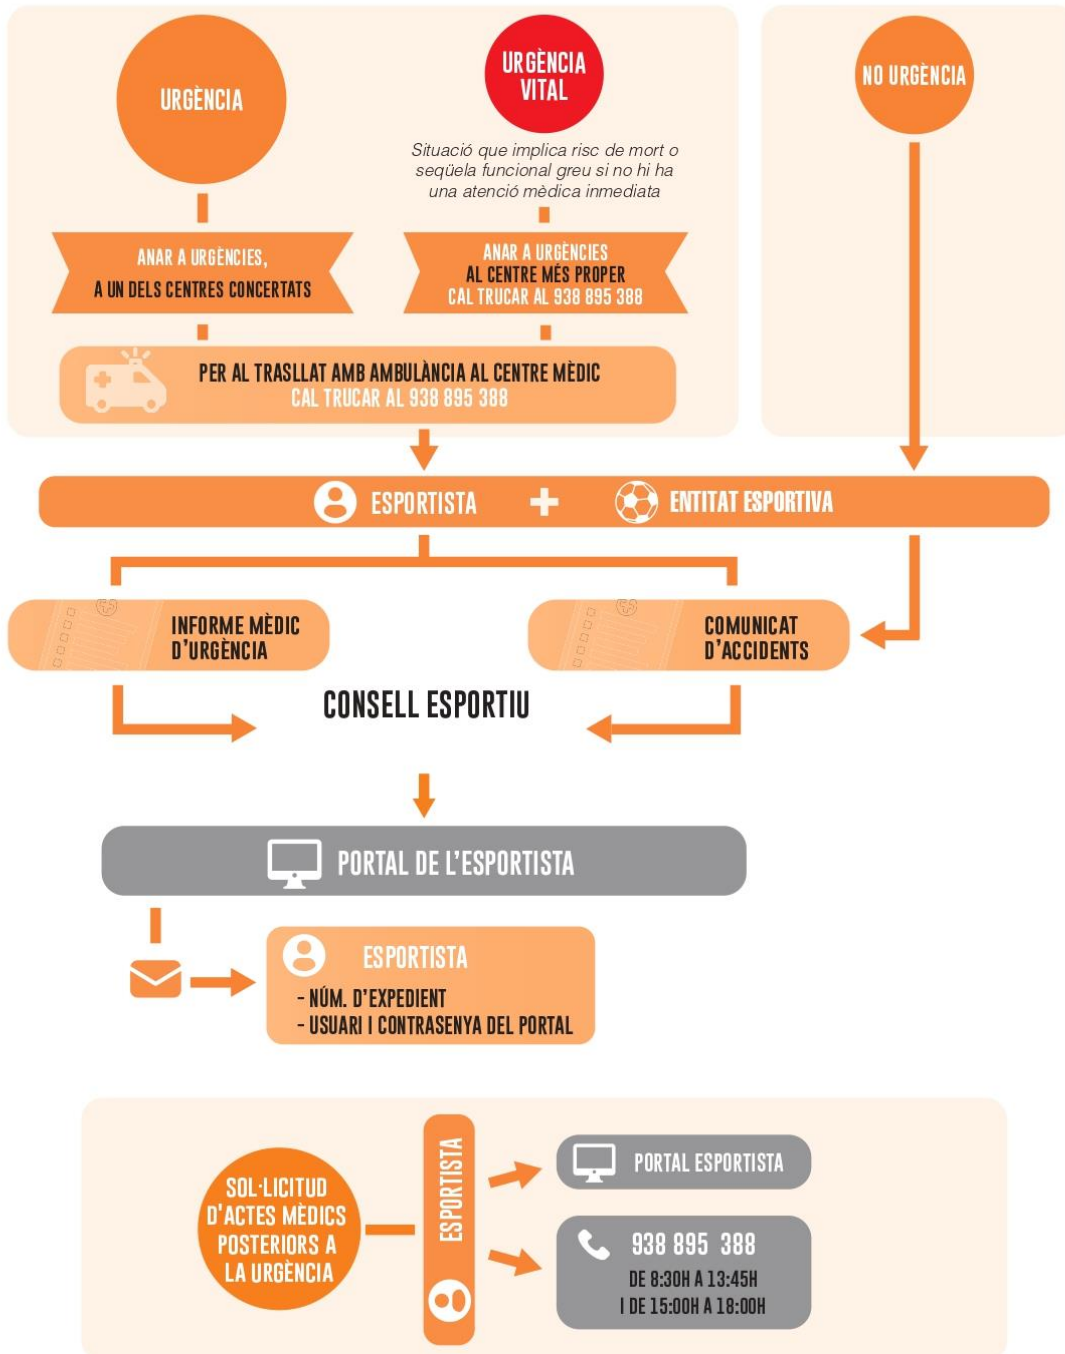 URGÈNCIA
URGÈNCIA
VITAL
Situació que implica risc de mort o
seqüela funcional greu si no hi ha
una atenció mèdica inmediata
NO URGÈNCIA
ANAR A URGÈNCIES,
A UN DELS CENTRES CONCERTATS
ANAR A URGÈNCIES
AL CENTRE MÉS PROPER
CAL TRUCAR AL 938 895 388
PER AL TRASLLAT AMB AMBULÀNCIA AL CENTRE MÈDIC
CAL TRUCAR AL 938 895 388
ESPORTISTA + ENTITAT ESPORTIVA
INFORME MÈDIC
D'URGÈNCIA
COMUNICAT
D'ACCIDENTS
CONSELL ESPORTIU
PORTAL DE L'ESPORTISTA
ESPORTISTA
- NÚM. D'EXPEDIENT
- USUARI I CONTRASENYA DEL PORTAL
SOL·LICITUD
D'ACTES MÈDICS
POSTERIORS A
LA URGÈNCIA
ESPORTISTA
PORTAL ESPORTISTA
938 895 388
DE 8:30H A 13:45H
I DE 15:00H A 18:00H